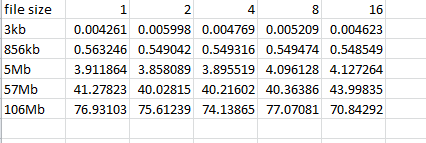 file size 1 2 4 8 16
3kb 0.004261 0.005998 0.004769 0.005209 0.004623
856kb 0.563246 0.549042 0.549316 0.549474 0.548549
5Mb 3.911864 3.858089 3.895519 4.096128 4.127264
57Mb 41.27823 40.02815 40.21602 40.36386 43.99835
106Mb 76.93103 75.61239 74.13865 77.07081 70.84292